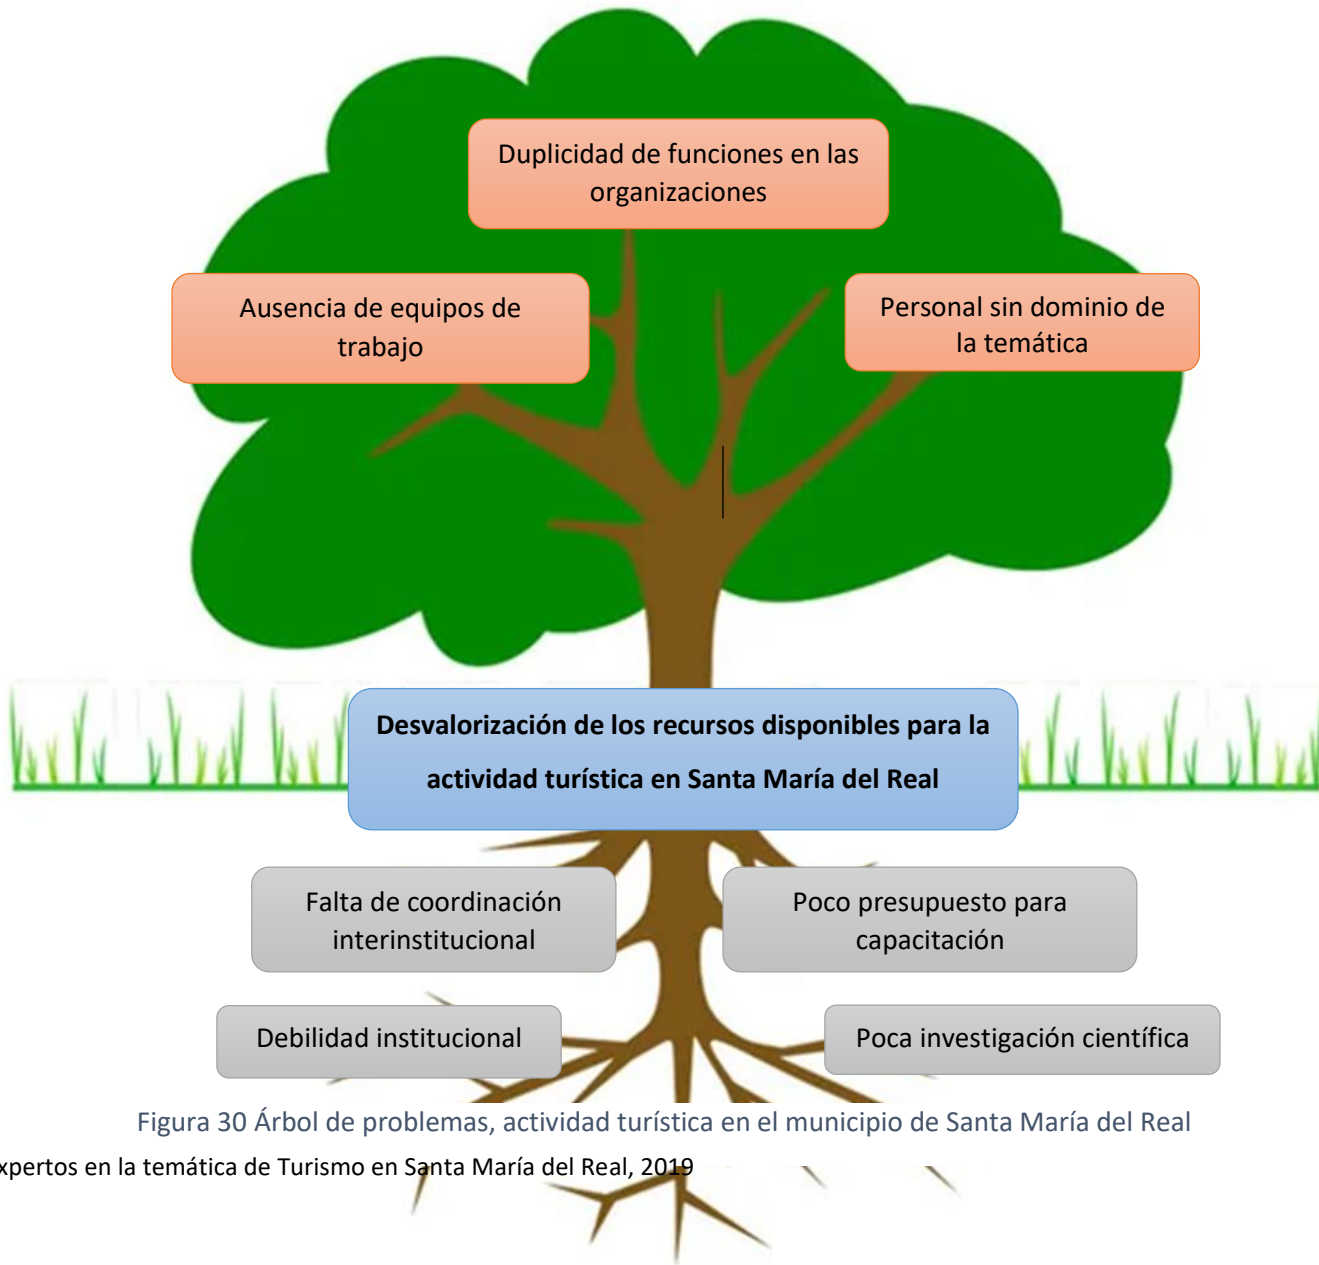 Duplicidad de funciones en las
organizaciones
Ausencia de equipos de
trabajo
Personal sin dominio de
la temática
Desvalorización de los recursos disponibles para la
actividad turística en Santa María del Real
Falta de coordinación
interinstitucional
Poco presupuesto para
capacitación
Debilidad institucional
Poca investigación científica
Figura 30 Árbol de problemas, actividad turística en el municipio de Santa María del Real
xpertos en la temática de Turismo en Santa María del Real, 2019